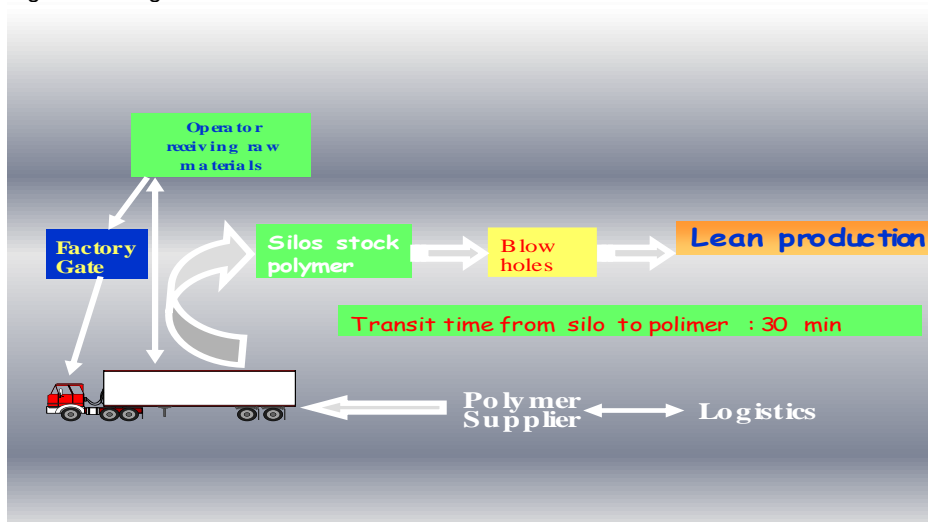 Operator
receiving raw
materials
Factory
Gate
Silos stock
polymer
Blow
holes
Lean production
Transit time from silo to polimer : 30 min
Polymer
Supplier
Logistics